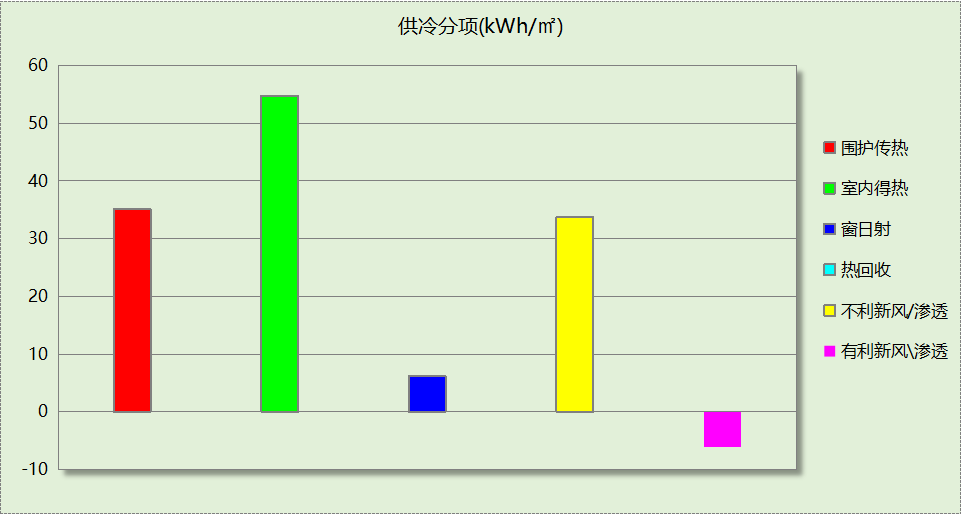 供冷分项(kWh/㎡)
60
50
40
30
20
10
0
-10
围护传热
室内得热
窗日射
热回收
不利新风/渗透
有利新风\渗透